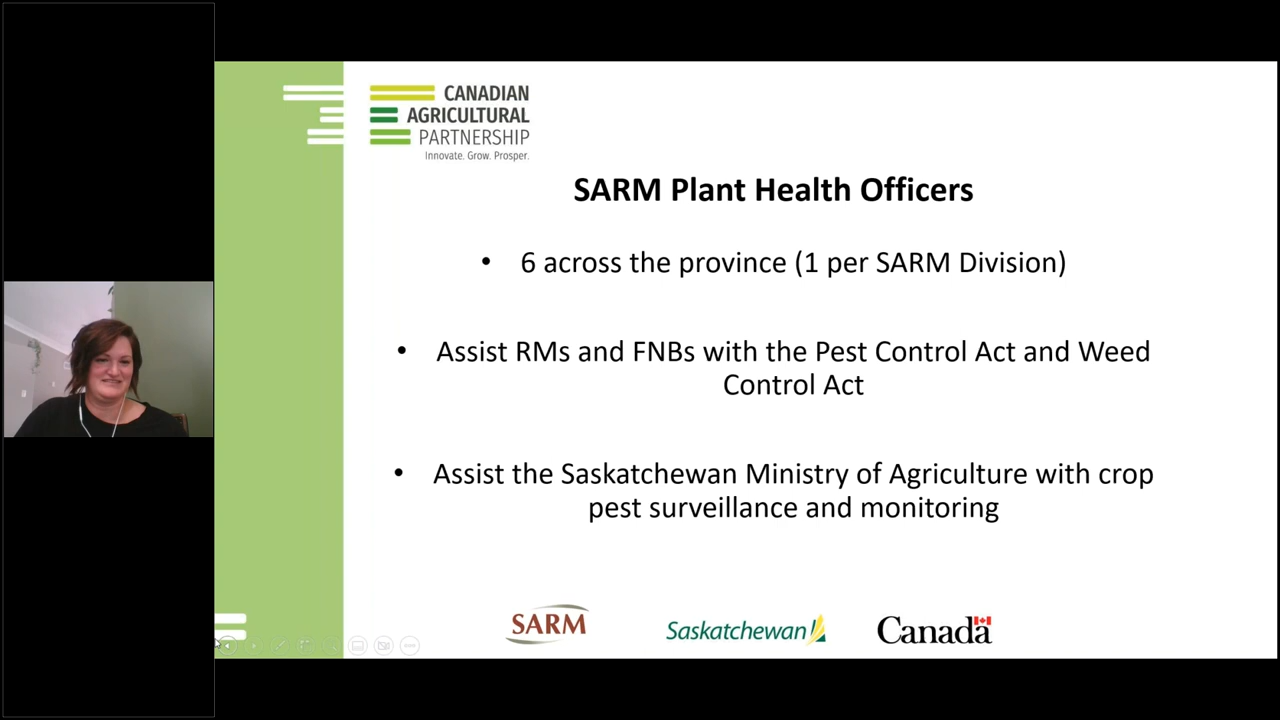 CANADIAN
AGRICULTURAL
PARTNERSHIP
Innovate. Grow. Prosper.
SARM Plant Health Officers
• 6 across the province (1 per SARM Division)
• Assist RMs and FNBs with the Pest Control Act and Weed
Control Act
• Assist the Saskatchewan Ministry of Agriculture with crop
pest surveillance and monitoring
SARM
Saskatchewan
Canada